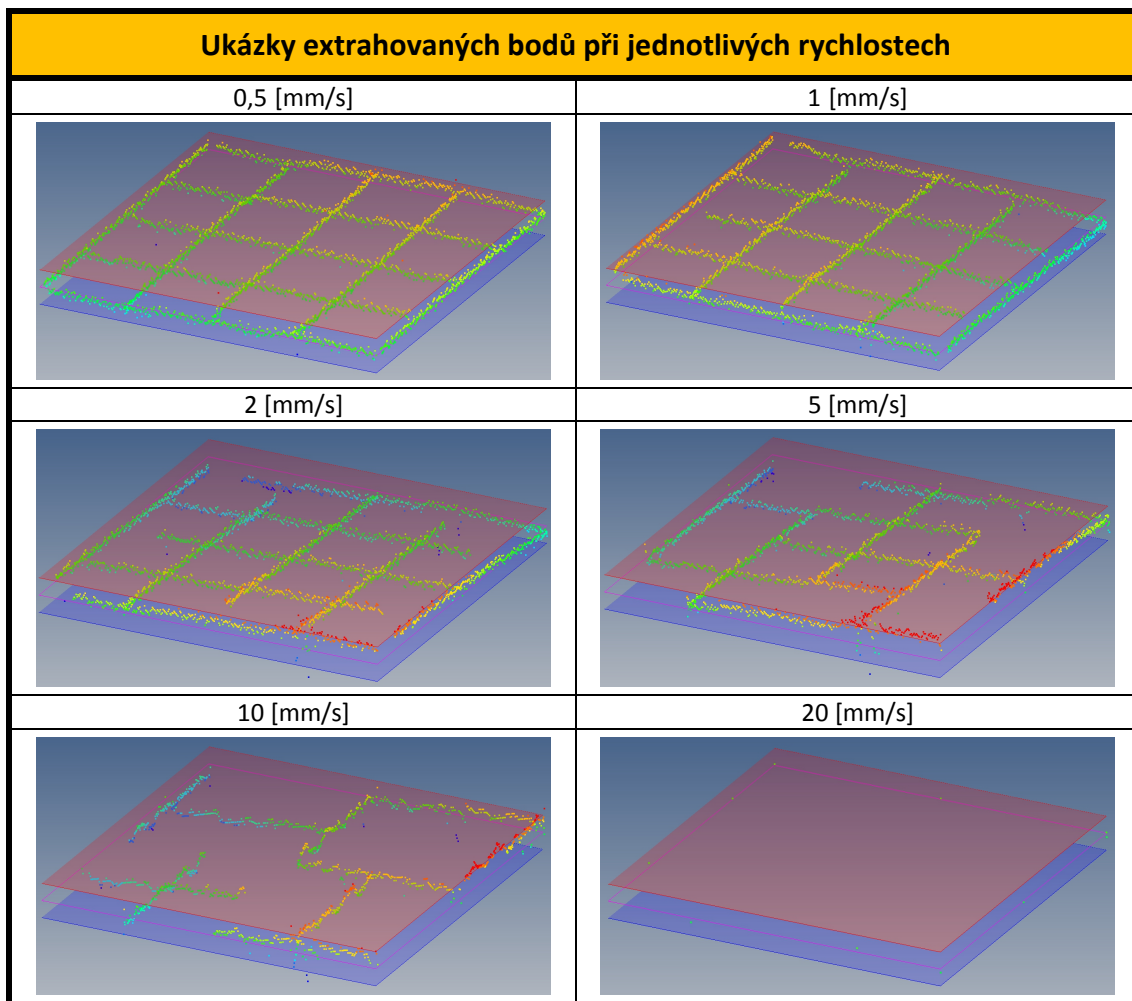 Ukázky extrahovaných bodů při jednotlivých rychlostech
0,5 [mm/s]
1 [mm/s]
2 [mm/s]
5 [mm/s]
10 [mm/s]
20 [mm/s]